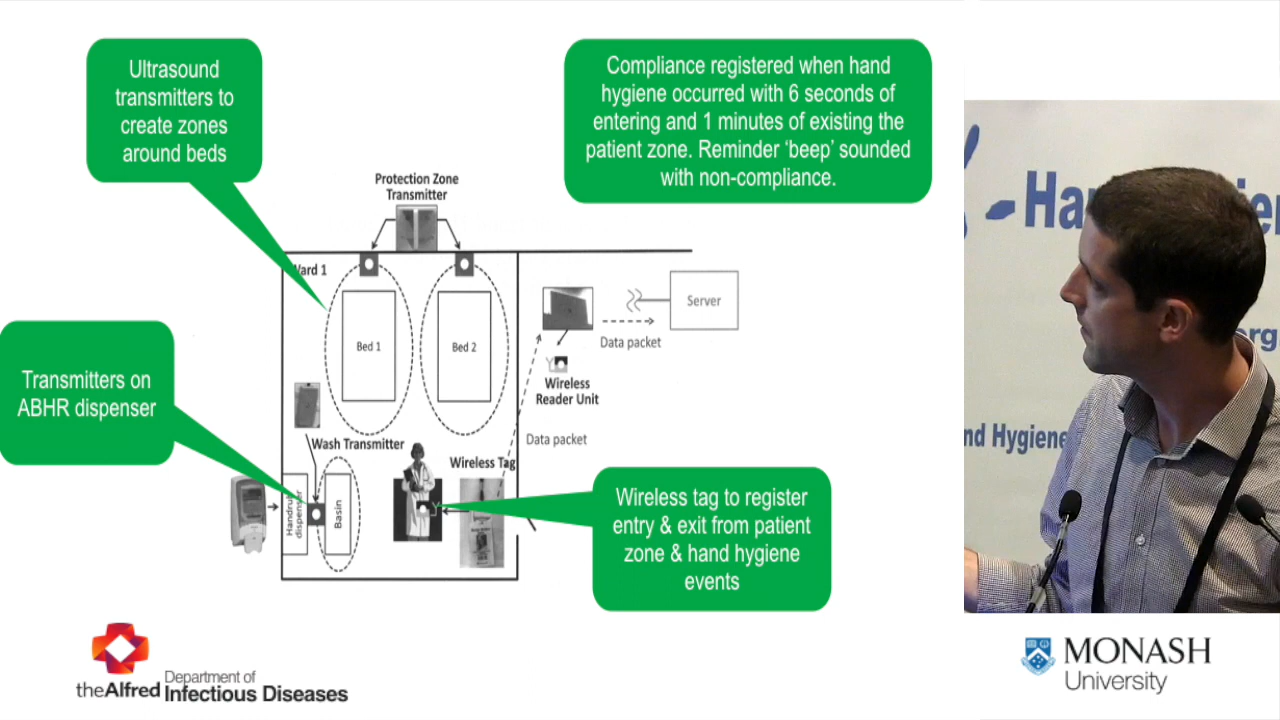 Ultrasound
transmitters to
create zones
around beds
Compliance registered when hand
hygiene occurred with 6 seconds of
entering and 1 minutes of existing the
patient zone. Reminder ‘beep’ sounded
with non-compliance.
Protection Zone
Transmitter
Ward 1
Bed 1
Bed 2
Server
Data packet
Wireless
Reader Unit
Transmitters on
ABHR dispenser
Wash Transmitter
Data packet
Wireless Tag
Handrub
dispenser
Basin
Wireless tag to register
entry & exit from patient
zone & hand hygiene
events
theAlfred
Department of
Infectious Diseases
MONASH
University
nd Hygiene